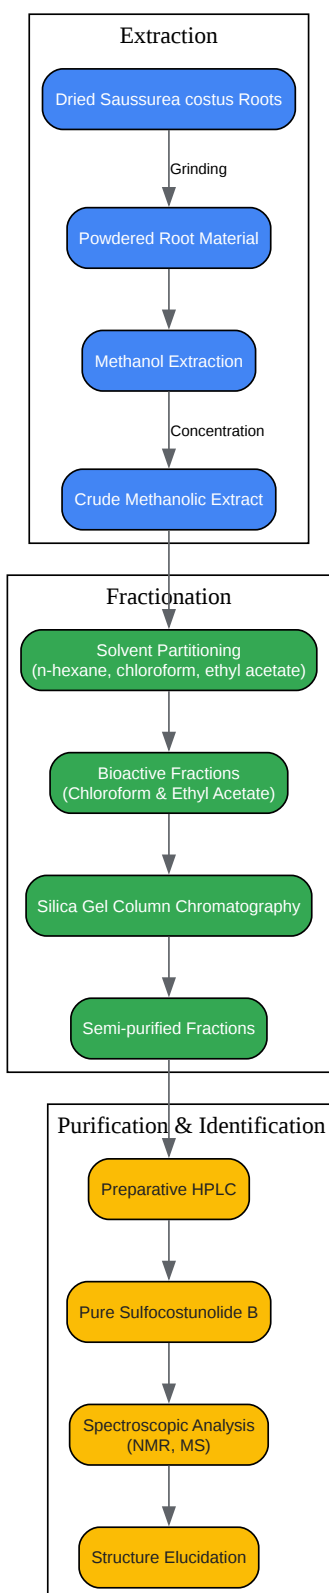 Extraction
Dried Saussurea costus Roots
Grinding
Powdered Root Material
Methanol Extraction
Concentration
Crude Methanolic Extract
Fractionation
Solvent Partitioning
(n-hexane, chloroform, ethyl acetate)
Bioactive Fractions
(Chloroform & Ethyl Acetate)
Silica Gel Column Chromatography
Semi-purified Fractions
Purification & Identification
Preparative HPLC
Pure Sulfocostunolide B
Spectroscopic Analysis
(NMR, MS)
Structure Elucidation